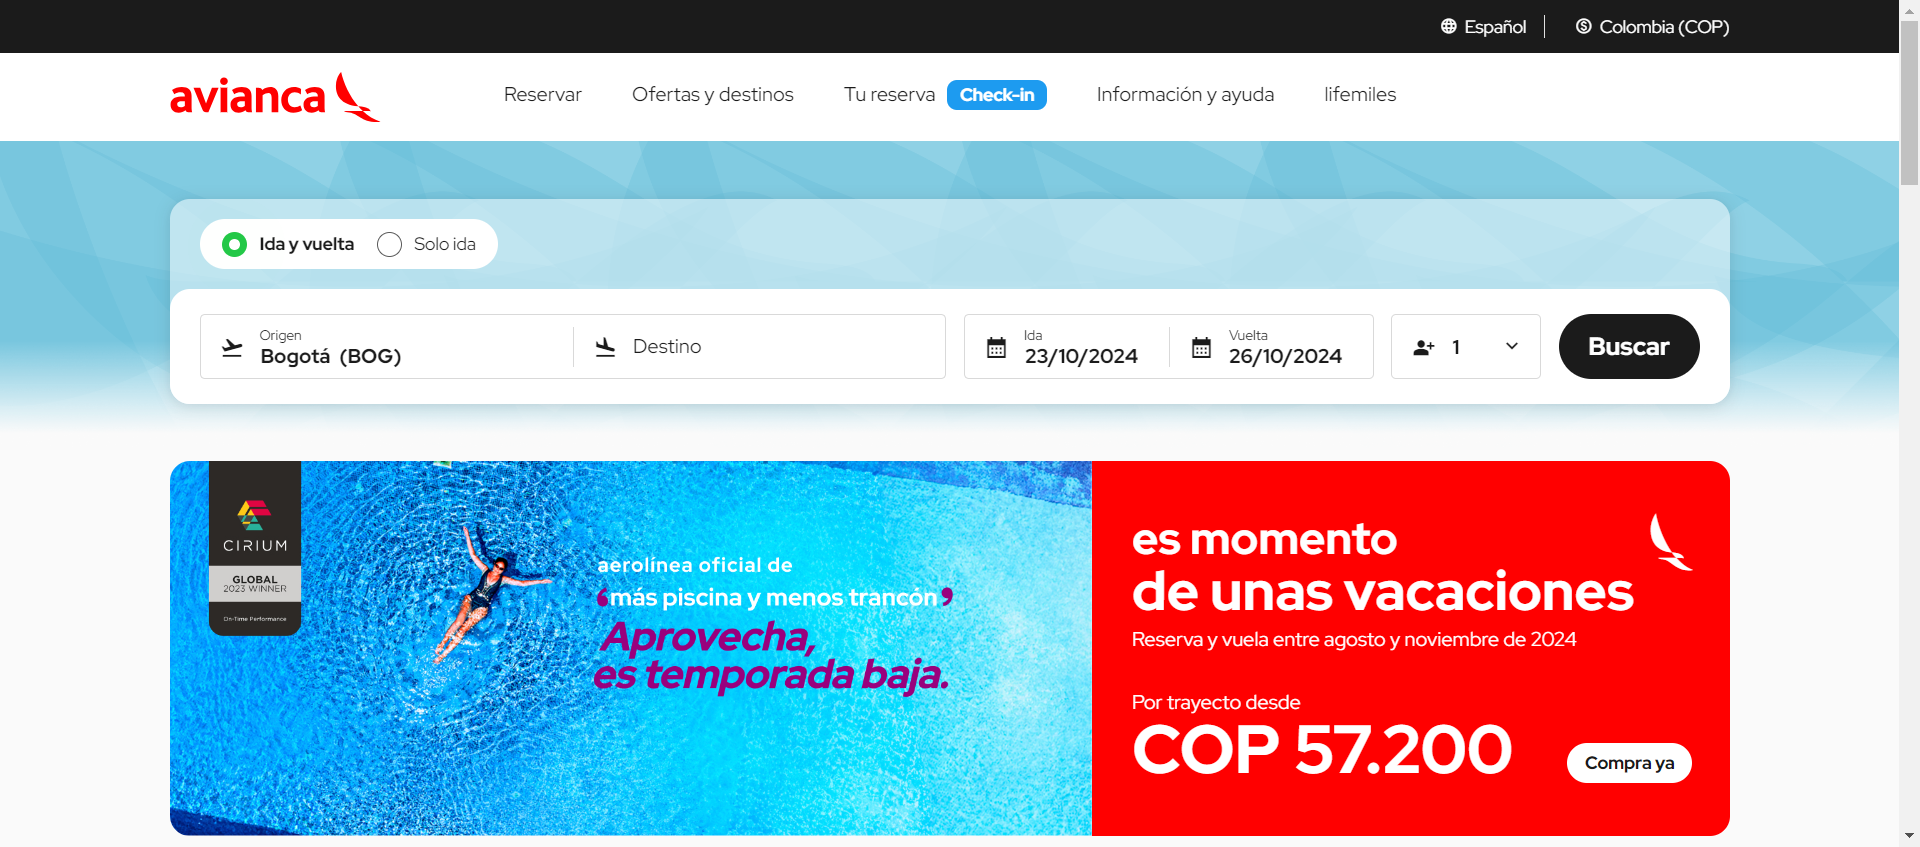 Español
Colombia (COP)
avianca
Reservar
Ofertas y destinos
Tu reserva
Check-in
Información y ayuda
lifemiles
Ida y vuelta
Solo ida
Origen
Bogotá (BOG)
Destino
Ida
23/10/2024
Vuelta
26/10/2024
1
Buscar
CIRIUM
GLOBAL
2023 WINNER
On-Time Performance
aerolínea oficial de
‘más piscina y menos trancón’
Aprovecha,
es temporada baja.
es momento
de unas vacaciones
Reserva y vuela entre agosto y noviembre de 2024
Por trayecto desde
COP 57.200
Compra ya